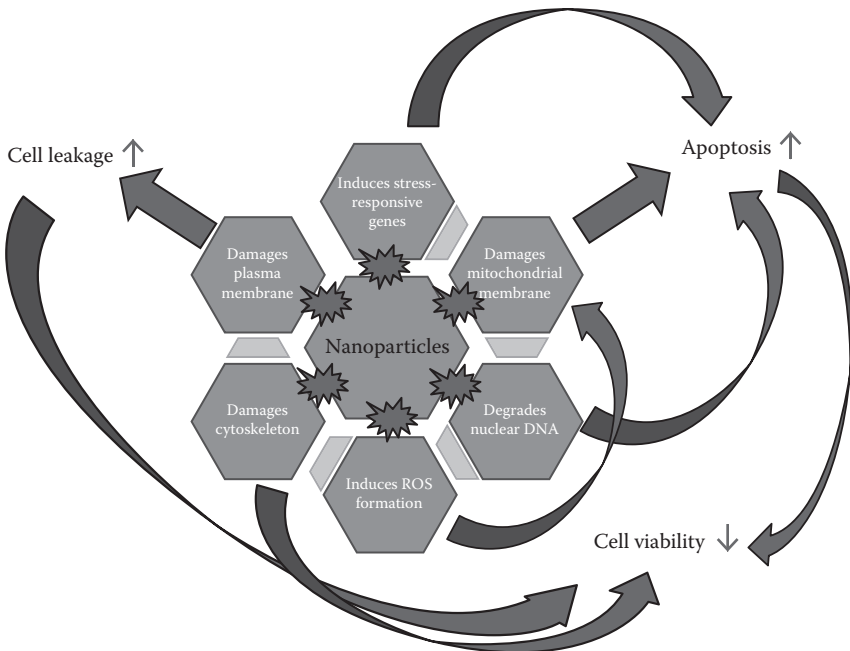 Cell leakage ↑
Apoptosis ↑
Induces stress-
responsive
genes
Damages
plasma
membrane
Damages
mitochondrial
membrane
Nanoparticles
Damages
cytoskeleton
Degrades
nuclear DNA
Induces ROS
formation
Cell viability ↓